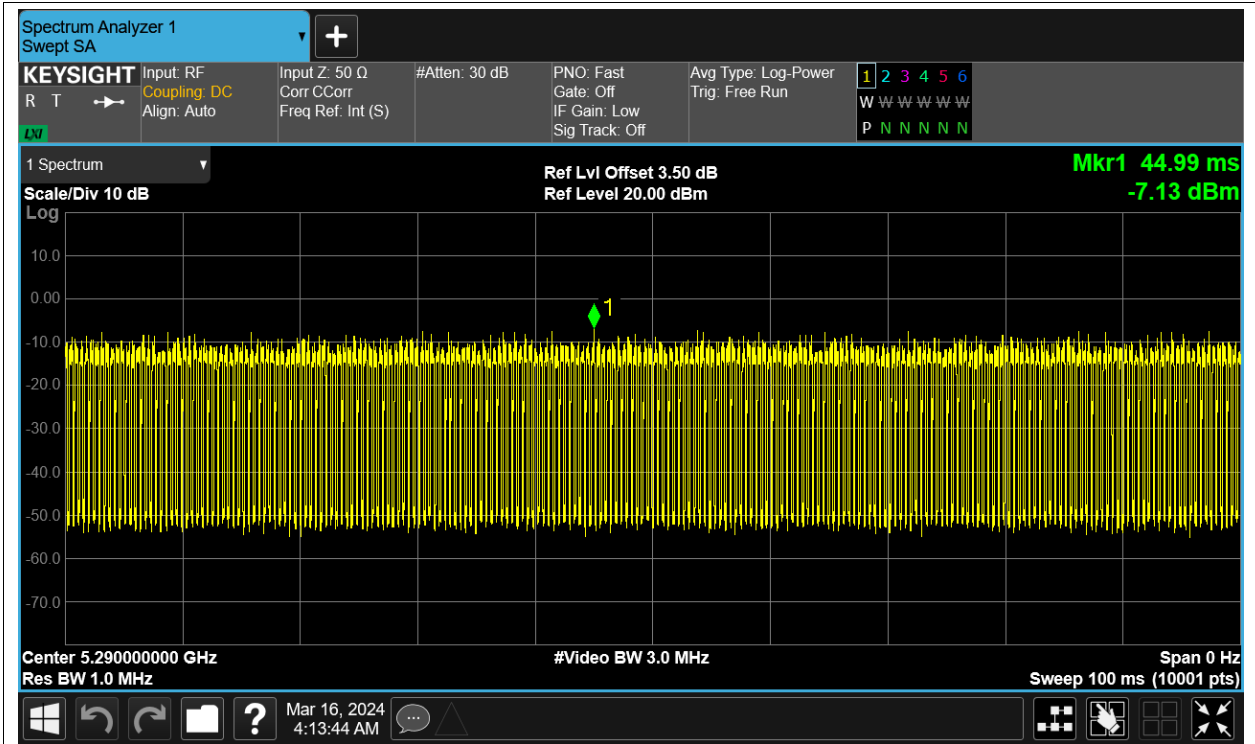 Spectrum Analyzer 1
Swept SA
KEYSIGHT
R T
LXI
Input: RF
Coupling: DC
Align: Auto
Input Z: 50 Ω
Corr CCorr
Freq Ref: Int (S)
#Atten: 30 dB
PNO: Fast
Gate: Off
IF Gain: Low
Sig Track: Off
Avg Type: Log-Power
Trig: Free Run
1 2 3 4 5 6
W W W W W W
P N N N N N
1 Spectrum
Scale/Div 10 dB
Log
Ref Lvl Offset 3.50 dB
Ref Level 20.00 dBm
Mkr1 44.99 ms
-7.13 dBm
10.0
0.00
1
-10.0
-20.0
-30.0
-40.0
-50.0
-60.0
-70.0
Center 5.290000000 GHz
Res BW 1.0 MHz
#Video BW 3.0 MHz
Span 0 Hz
Sweep 100 ms (10001 pts)
?
Mar 16, 2024
4:13:44 AM